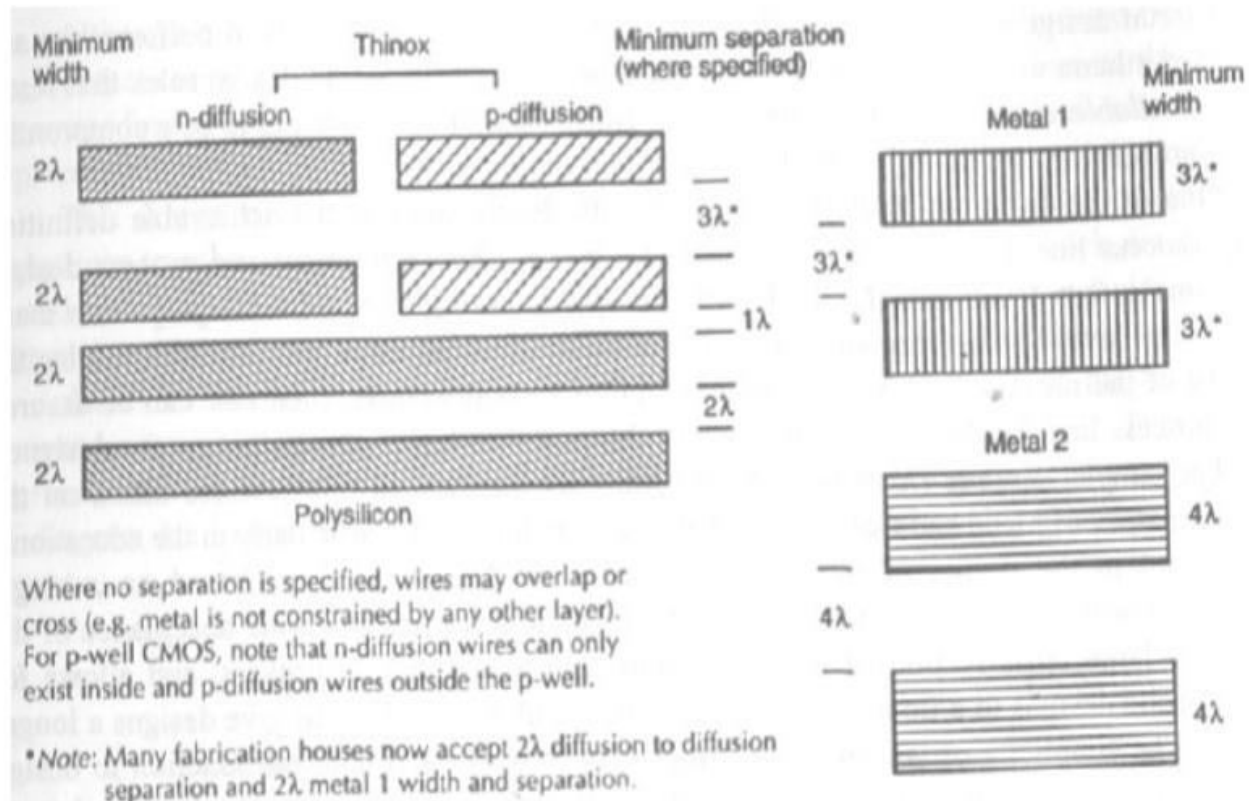 Minimum
width
Thinox
n-diffusion
p-diffusion
Minimum separation
(where specified)
Minimum
width
Metal 1
2λ
3λ*
3λ*
3λ*
2λ
1λ
3λ*
2λ
2λ
Metal 2
2λ
4λ
Polysilicon
4λ
4λ
Where no separation is specified, wires may overlap or
cross (e.g. metal is not constrained by any other layer).
For p-well CMOS, note that n-diffusion wires can only
exist inside and p-diffusion wires outside the p-well.
*Note: Many fabrication houses now accept 2λ diffusion to diffusion
separation and 2λ metal 1 width and separation.